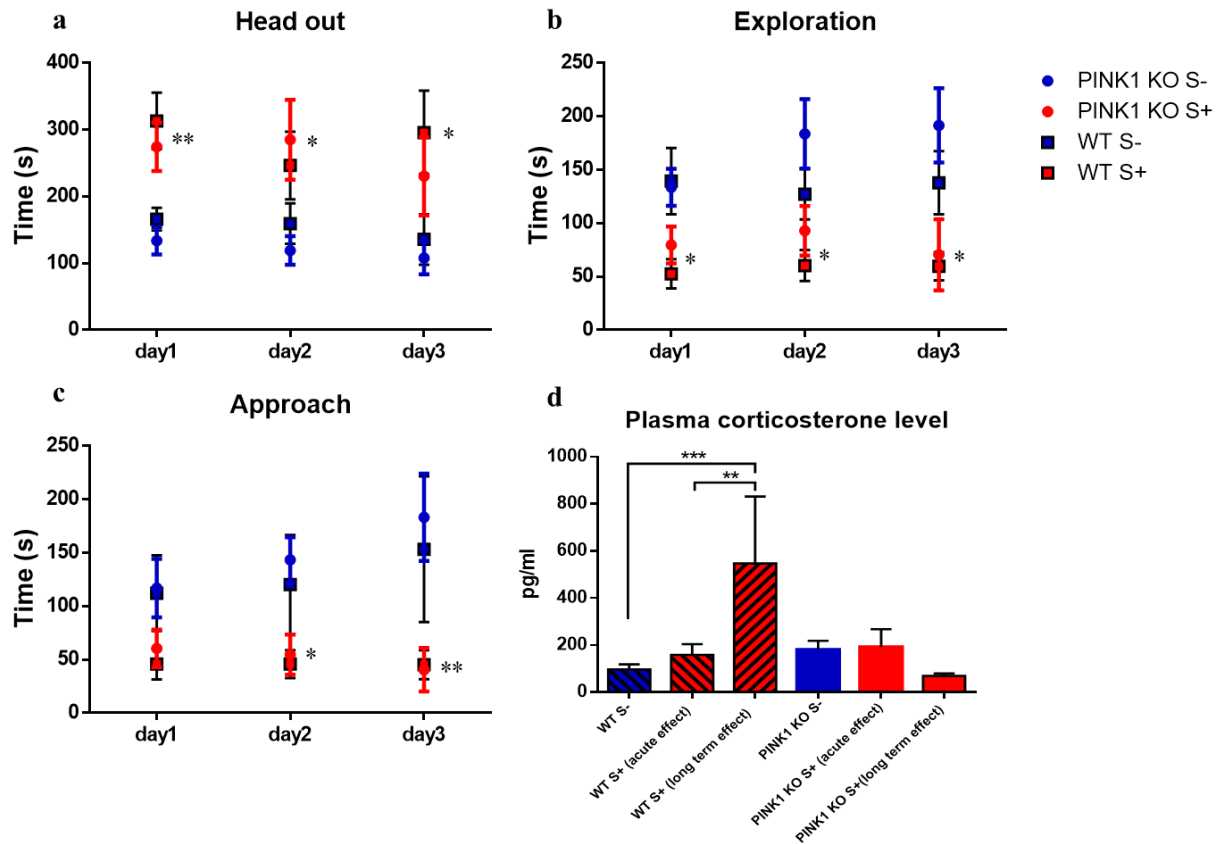 a
Head out
Time (s)
400
300
200
100
0
**
*
*
day1
day2
day3
b
Exploration
Time (s)
250
200
150
100
50
0
*
*
*
day1
day2
day3
PINK1 KO S-
PINK1 KO S+
WT S-
WT S+
c
Approach
Time (s)
250
200
150
100
50
0
*
**
day1
day2
day3
d
Plasma corticosterone level
pg/ml
1000
800
600
400
200
0
***
**
WT S-
WT S+ (acute effect)
WT S+ (long term effect)
PINK1 KO S-
PINK1 KO S+ (acute effect)
PINK1 KO S+(long term effect)